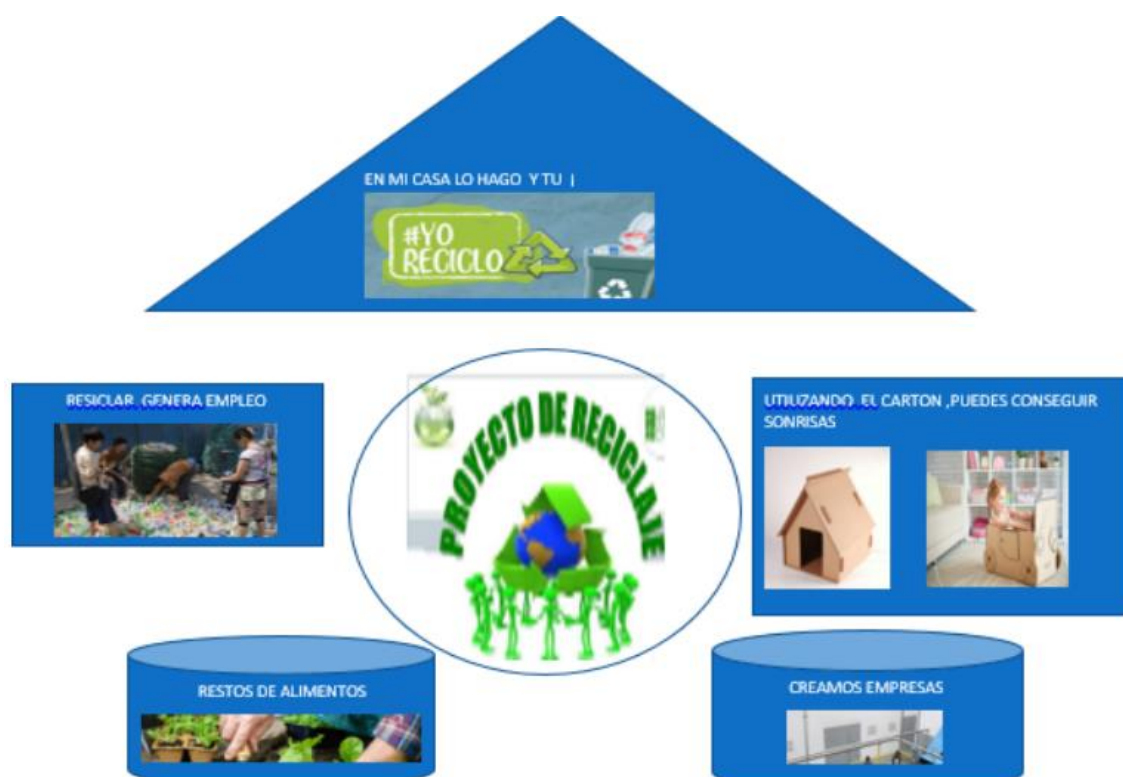 EN MI CASA LO HAGO Y TU |
#YO
RECICLO
RESICLAR GENERA EMPLEO
PROYECTO DE RECICLAJE
UTIUZANDO EL CARTON ,PUEDES CONSEGUIR
SONRISAS
RESTOS DE ALIMENTOS
CREAMOS EMPRESAS